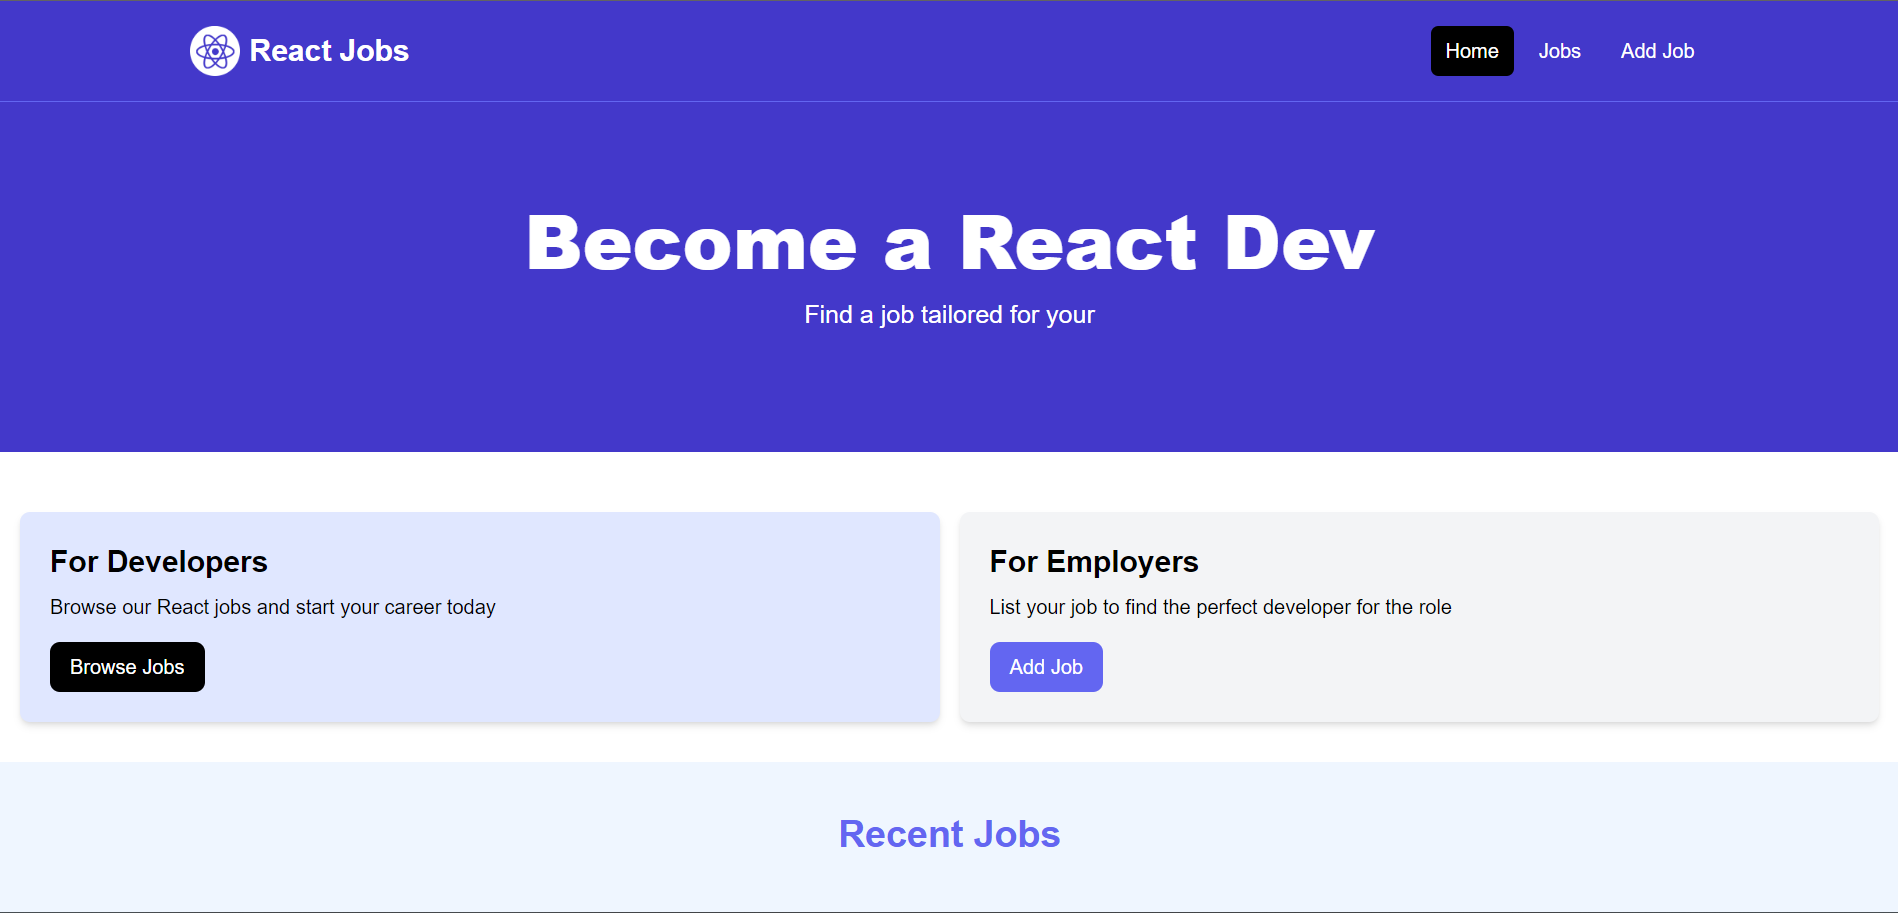 React Jobs
Home Jobs Add Job
Become a React Dev
Find a job tailored for your
For Developers
Browse our React jobs and start your career today
Browse Jobs
For Employers
List your job to find the perfect developer for the role
Add Job
Recent Jobs